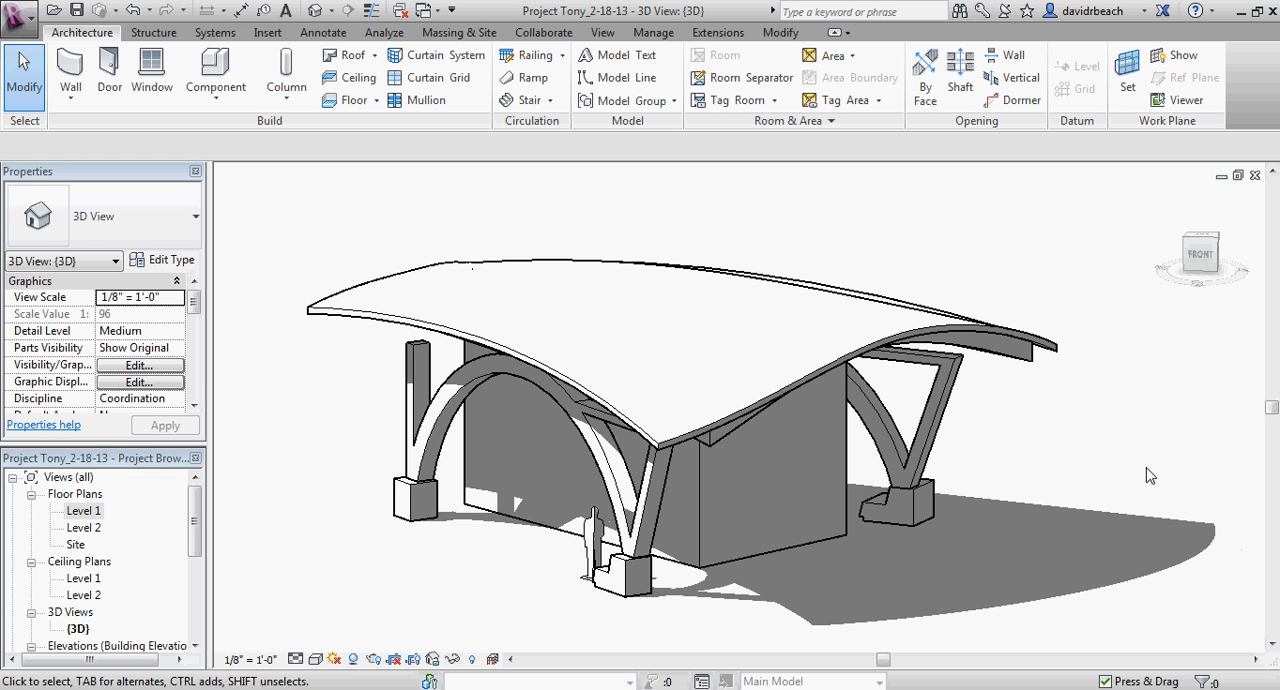 Project Tony_2-18-13 - 3D View: {3D}
Type a keyword or phrase
davidrbeach
Architecture Structure Systems Insert Annotate Analyze Massing & Site Collaborate View Manage Extensions Modify
Modify
Wall
Door
Window
Component
Column
Roof
Ceiling
Floor
Curtain System
Curtain Grid
Mullion
Railing
Ramp
Stair
Model Text
Model Line
Model Group
Room
Room Separator
Tag Room
Area
Area Boundary
Tag Area
By Face
Shaft
Wall
Vertical
Dormer
Level
Grid
Set
Show
Ref Plane
Viewer
Select Build Circulation Model Room & Area Opening Datum Work Plane
Properties
3D View
3D View: {3D} Edit Type
Graphics
View Scale 1/8" = 1'-0"
Scale Value 1: 96
Detail Level Medium
Parts Visibility Show Original
Visibility/Grap... Edit...
Graphic Displ... Edit...
Discipline Coordination
Properties help Apply
Project Tony_2-18-13 - Project Brow...
Views (all)
Floor Plans
Level 1
Level 2
Site
Ceiling Plans
Level 1
Level 2
3D Views
{3D}
Elevations (Building Elevatio
FRONT
1/8" = 1'-0"
Click to select, TAB for alternates, CTRL adds, SHIFT unselects.
:0
Main Model
Press & Drag
:0